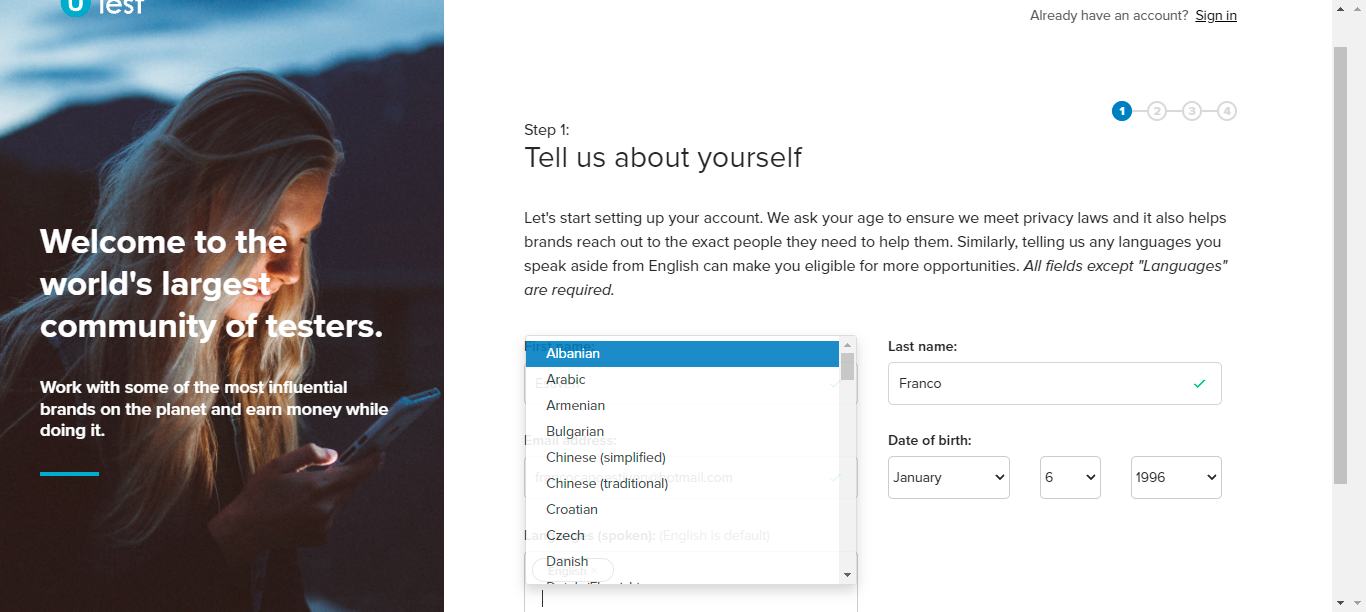 uTest
Already have an account? Sign in
1 2 3 4
Step 1:
Tell us about yourself
Let's start setting up your account. We ask your age to ensure we meet privacy laws and it also helps
brands reach out to the exact people they need to help them. Similarly, telling us any languages you
speak aside from English can make you eligible for more opportunities. All fields except "Languages"
are required.
Welcome to the
world's largest
community of testers.
Work with some of the most influential
brands on the planet and earn money while
doing it.
First name:
Albanian
Arabic
Armenian
Bulgarian
Email address:
Chinese (simplified)
Chinese (traditional)
Croatian
Languages (spoken): (English is default)
Czech
Danish
English ×
Last name:
Franco
Date of birth:
January 6 1996